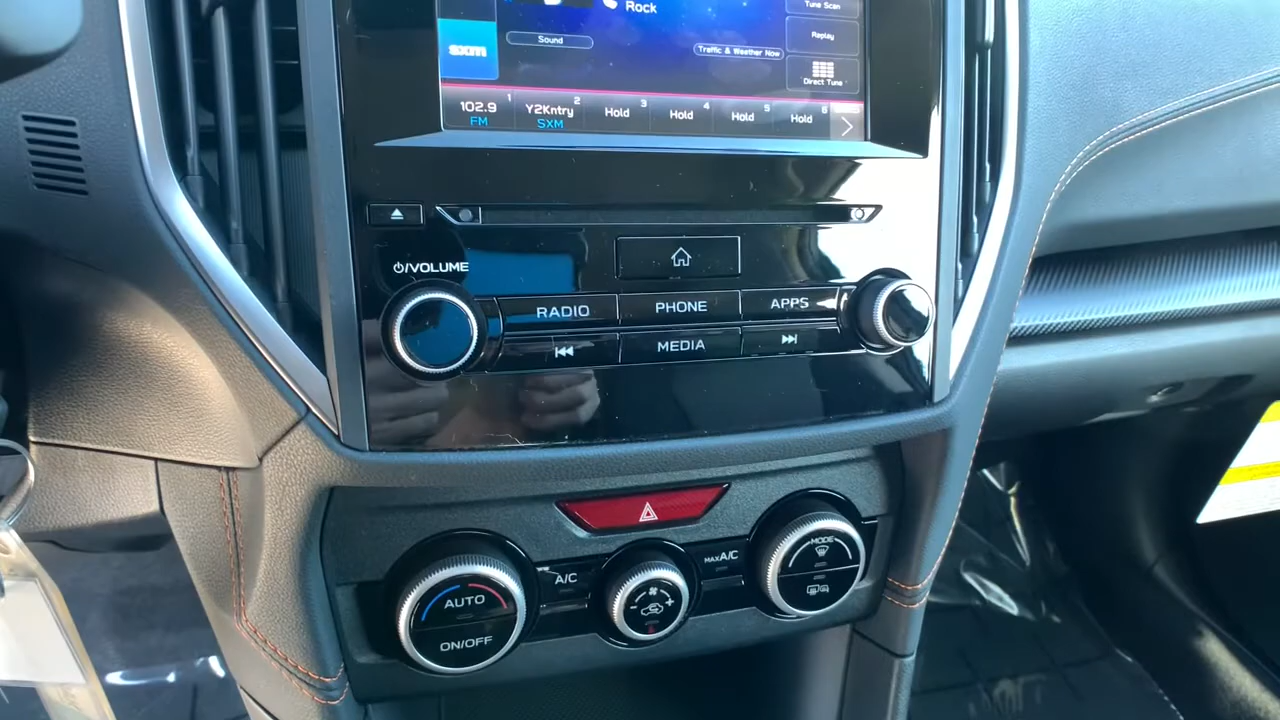 Rock
Tune Scan
sxm
Sound
Traffic & Weather Now
Replay
Direct Tune
1 2 3 4 5 6
102.9 Y2Kntry Hold Hold Hold Hold
FM SXM
/VOLUME
RADIO PHONE APPS
MEDIA
A/C
MAX A/C
MODE
AUTO
ON/OFF